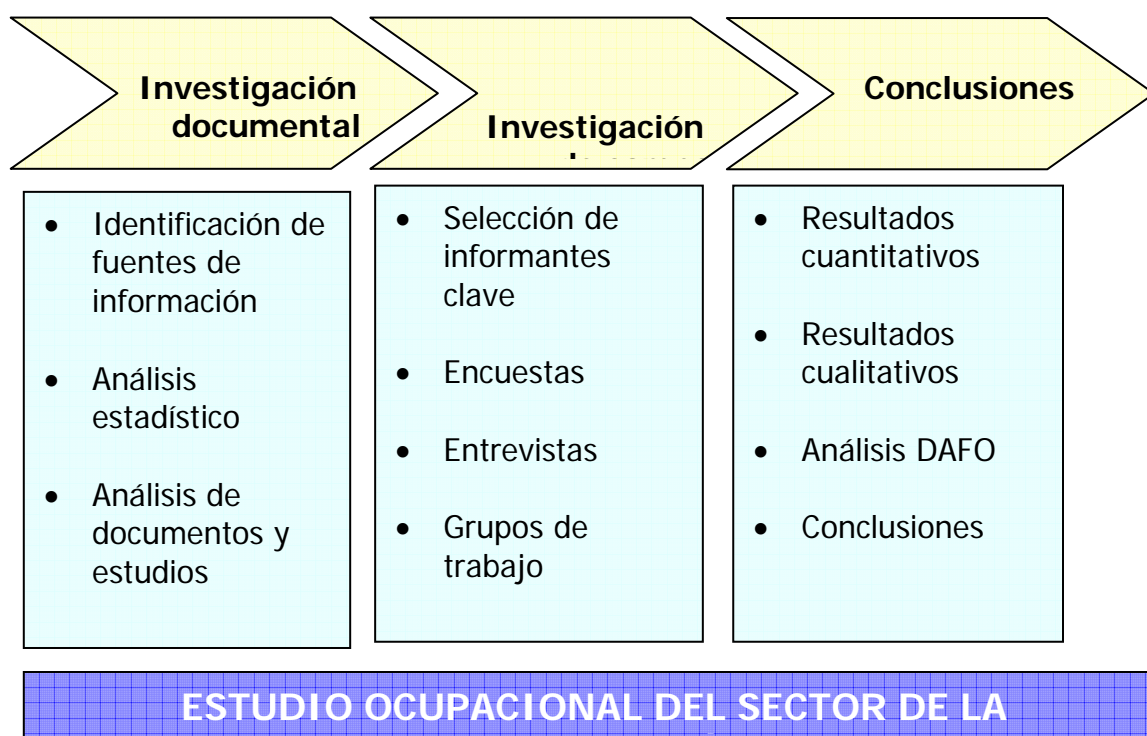 Investigación
documental
Investigación
Conclusiones
• Identificación de
fuentes de
información
• Análisis
estadístico
• Análisis de
documentos y
estudios
• Selección de
informantes
clave
• Encuestas
• Entrevistas
• Grupos de
trabajo
• Resultados
cuantitativos
• Resultados
cualitativos
• Análisis DAFO
• Conclusiones
ESTUDIO OCUPACIONAL DEL SECTOR DE LA